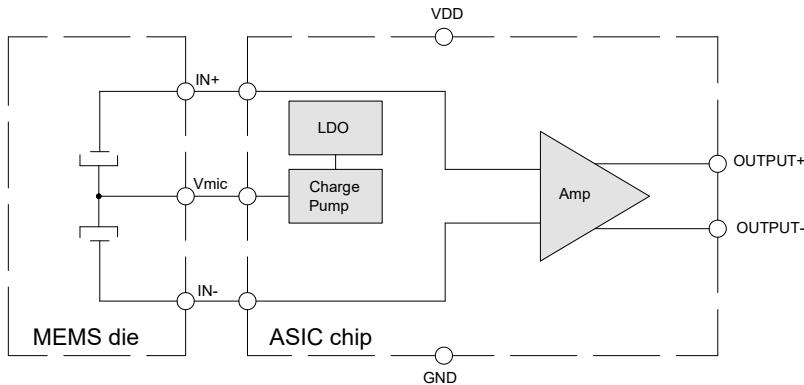 VDD
IN+
LDO
OUTPUT+
Vmic
Charge
Pump
Amp
OUTPUT-
IN-
MEMS die
ASIC chip
GND